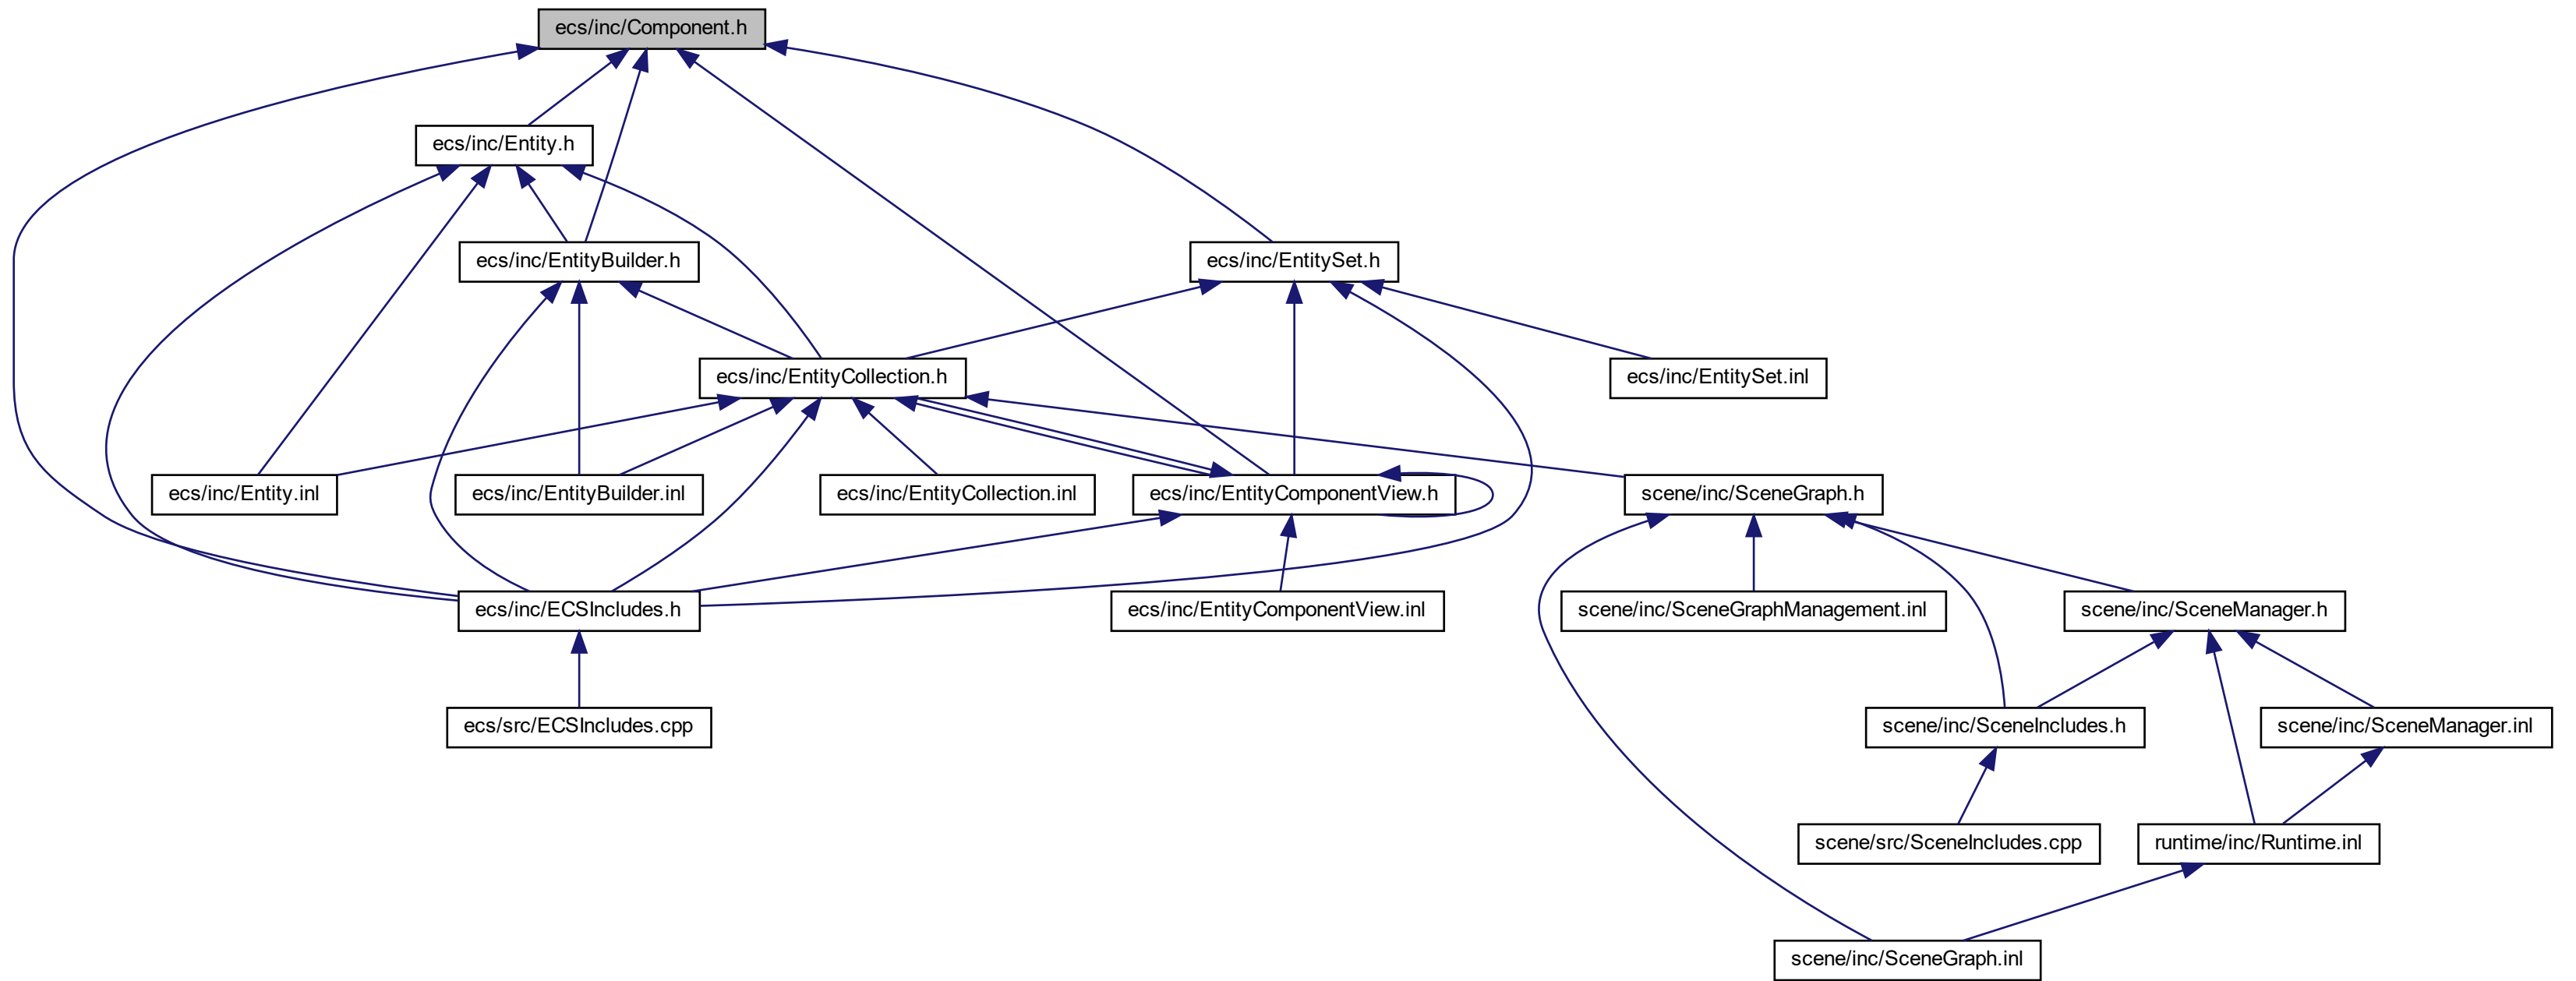 ecs/inc/Component.h
ecs/inc/Entity.h
ecs/inc/EntityBuilder.h
ecs/inc/EntitySet.h
ecs/inc/EntityCollection.h
ecs/inc/EntitySet.inl
ecs/inc/Entity.inl
ecs/inc/EntityBuilder.inl
ecs/inc/EntityCollection.inl
ecs/inc/EntityComponentView.h
scene/inc/SceneGraph.h
ecs/inc/ECSIncludes.h
ecs/inc/EntityComponentView.inl
scene/inc/SceneGraphManagement.inl
scene/inc/SceneManager.h
ecs/src/ECSIncludes.cpp
scene/inc/SceneIncludes.h
scene/inc/SceneManager.inl
scene/src/SceneIncludes.cpp
runtime/inc/Runtime.inl
scene/inc/SceneGraph.inl